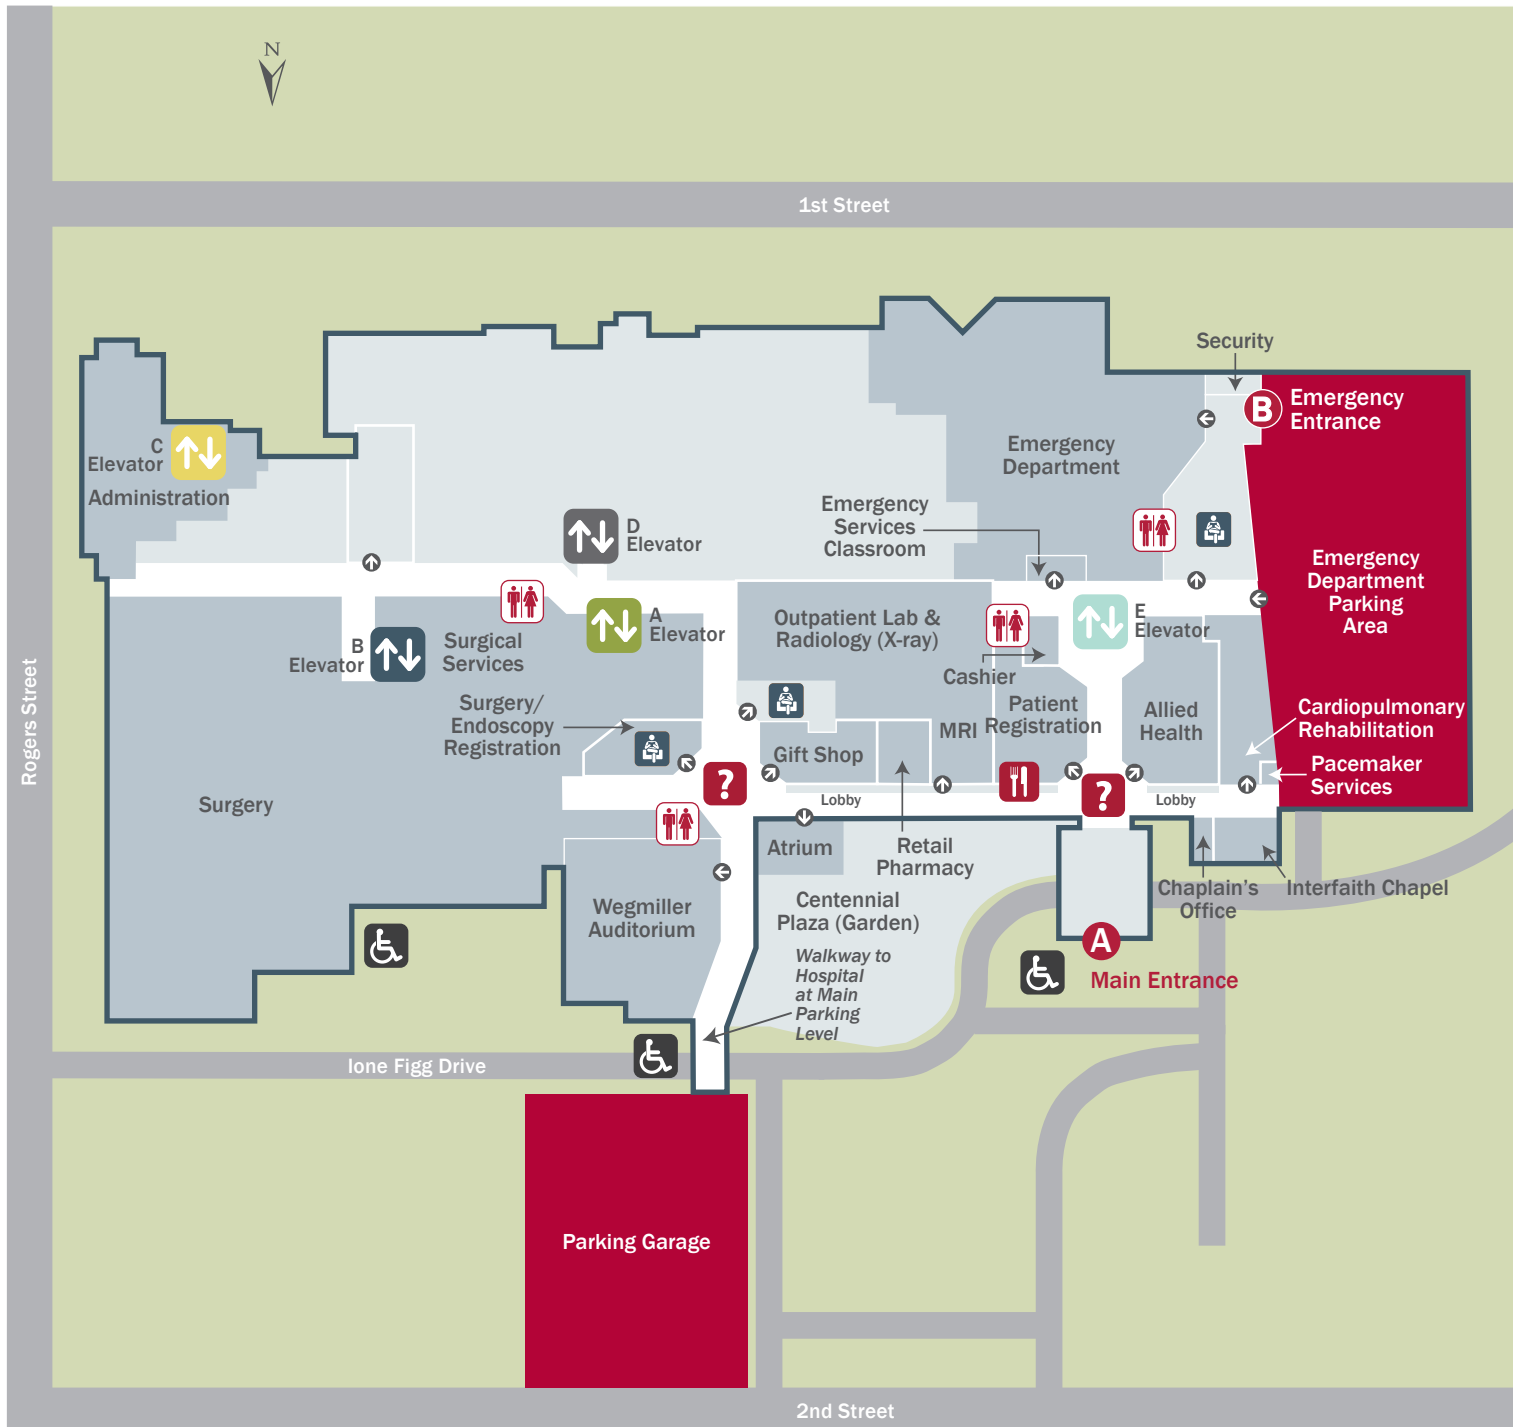 N
1st Street
Security
B
Emergency
Entrance
C
Elevator
Administration
Emergency
Department
Emergency
Services
Classroom
D
Elevator
Emergency
Department
Parking
Area
A
Elevator
Outpatient Lab &
Radiology (X-ray)
E
Elevator
B
Elevator
Surgical
Services
Cashier
Rogers Street
Surgery/
Endoscopy
Registration
MRI
Patient
Registration
Allied
Health
Cardiopulmonary
Rehabilitation
Gift Shop
Pacemaker
Services
?
?
Surgery
Lobby
Lobby
Atrium
Retail
Pharmacy
Chaplain's
Office
Interfaith Chapel
Wegmiller
Auditorium
Centennial
Plaza (Garden)
A
Main Entrance
Walkway to
Hospital
at Main
Parking
Level
Ione Figg Drive
Parking Garage
2nd Street